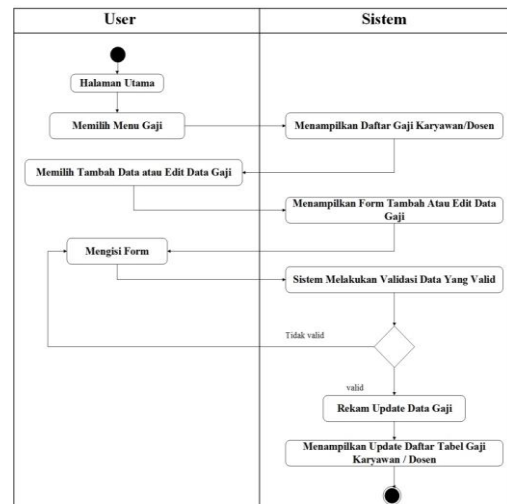 User
Sistem
Halaman Utama
Memilih Menu Gaji
Menampilkan Daftar Gaji Karyawan/Dosen
Memilih Tambah Data atau Edit Data Gaji
Menampilkan Form Tambah Atau Edit Data
Gaji
Mengisi Form
Sistem Melakukan Validasi Data Yang Valid
Tidak valid
valid
Rekam Update Data Gaji
Menampilkan Update Daftar Tabel Gaji
Karyawan / Dosen